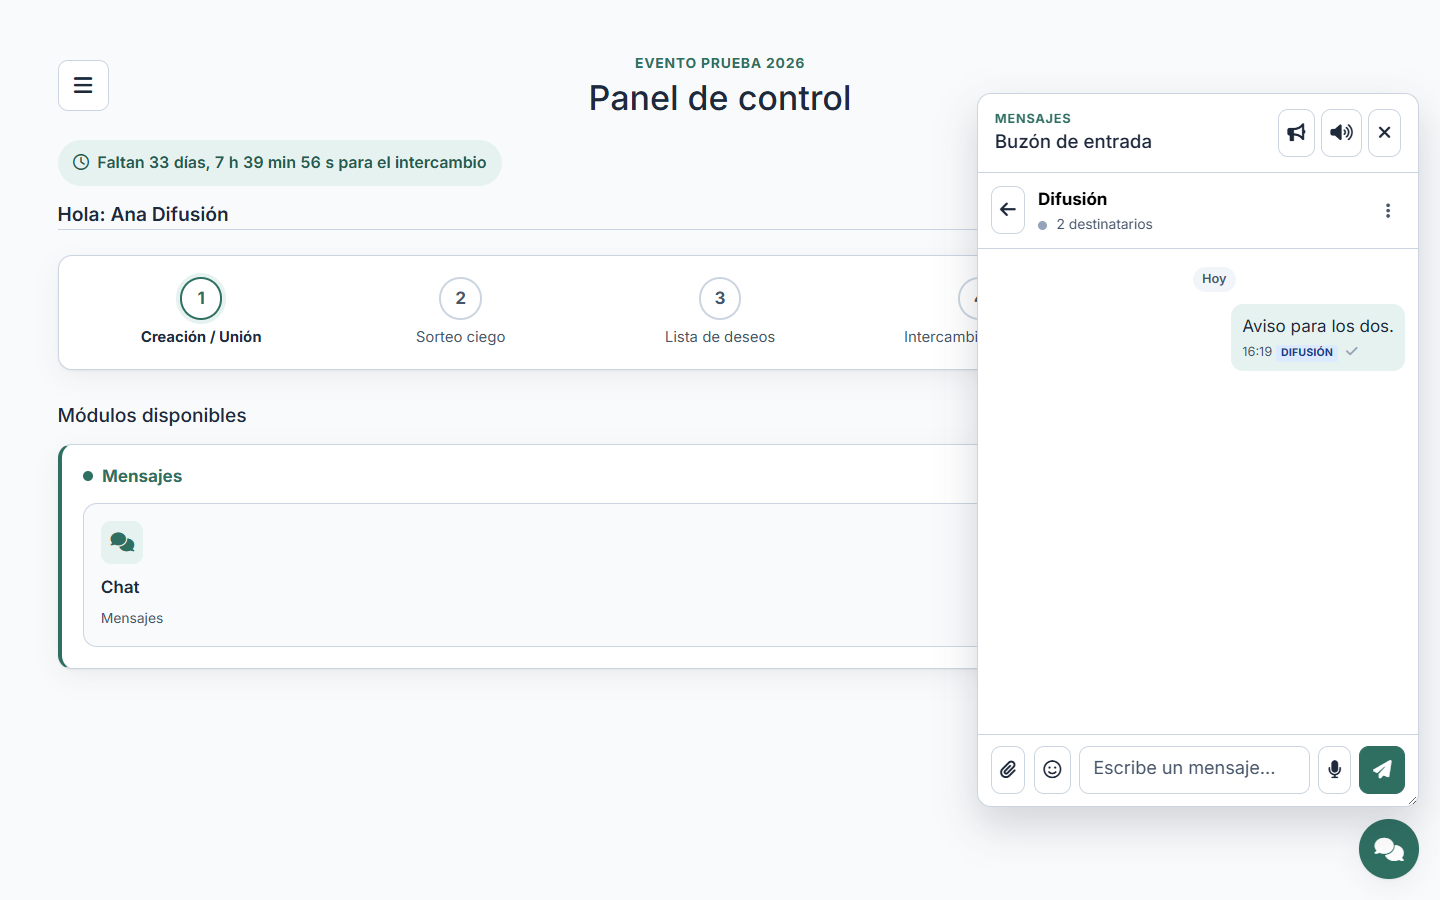 EVENTO PRUEBA 2026
Panel de control
Faltan 33 días, 7 h 39 min 56 s para el intercambio
Hola: Ana Difusión
1
2
3
Creación / Unión
Sorteo ciego
Lista de deseos
Módulos disponibles
Mensajes
Chat
Mensajes
MENSAJES
Buzón de entrada
Difusión
2 destinatarios
Hoy
Aviso para los dos.
16:19 DIFUSIÓN
Escribe un mensaje...